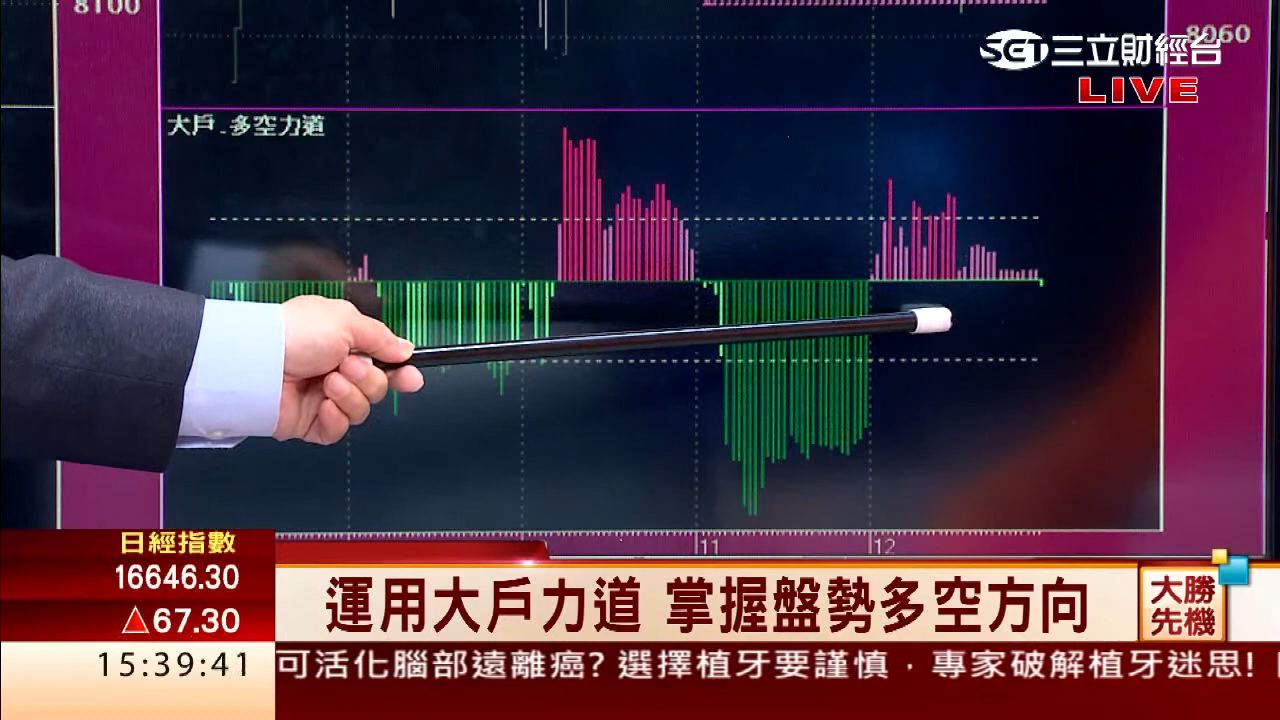 8100
8060
SET三立財經台
LIVE
大戶-多空力道
11
12
日經指數
16646.30
△67.30
運用大戶力道 掌握盤勢多空方向
大勝
先機
15:39:41
可活化腦部遠離癌?選擇植牙要謹慎,專家破解植牙迷思!